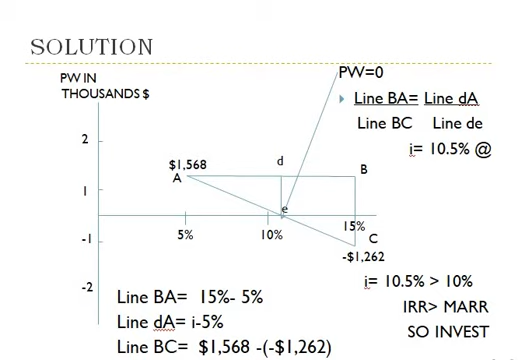 SOLUTION
PW IN
THOUSANDS $
PW=0
Line BA= Line dA
Line BC Line de
i= 10.5% @
2
1
-1
-2
$1,568
A
d
B
e
5%
10%
15%
C
-$1,262
i= 10.5% > 10%
IRR> MARR
SO INVEST
Line BA= 15%- 5%
Line dA= i-5%
Line BC= $1,568 -(-$1,262)